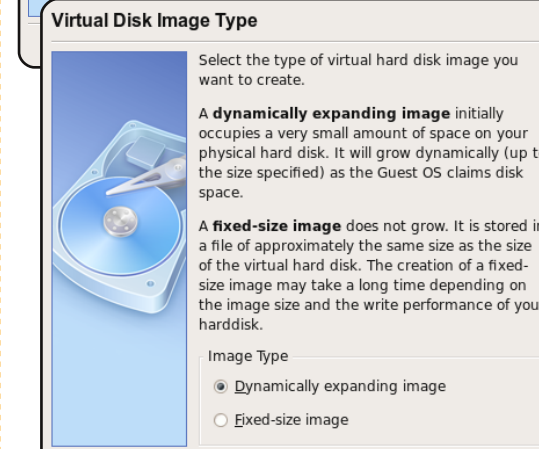 Virtual Disk Image Type
Select the type of virtual hard disk image you
want to create.
A dynamically expanding image initially
occupies a very small amount of space on your
physical hard disk. It will grow dynamically (up t
the size specified) as the Guest OS claims disk
space.
A fixed-size image does not grow. It is stored i
a file of approximately the same size as the size
of the virtual hard disk. The creation of a fixed-
size image may take a long time depending on
the image size and the write performance of you
harddisk.
Image Type
Dynamically expanding image
Fixed-size image